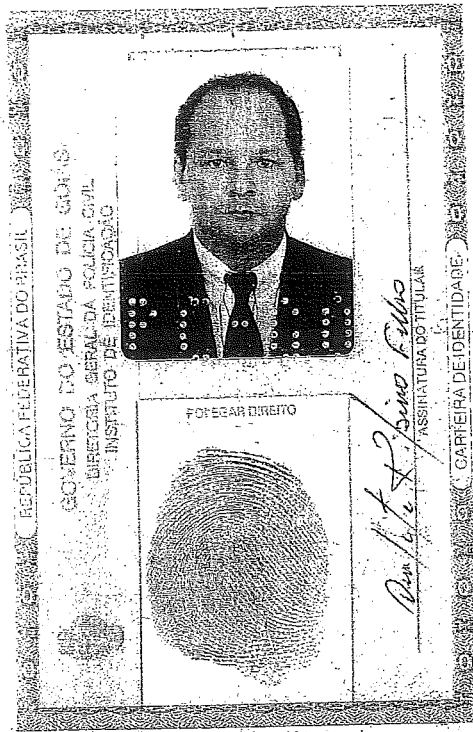 REPÚBLICA FEDERATIVA DO BRASIL
GOVERNO DO ESTADO DE GOIÁS
DIRETORIA GERAL DA POLÍCIA CIVIL
INSTITUTO DE IDENTIFICAÇÃO
POLEGAR DIREITO
Filho
ASSINATURA DO TITULAR
CARTEIRA DE IDENTIDADE